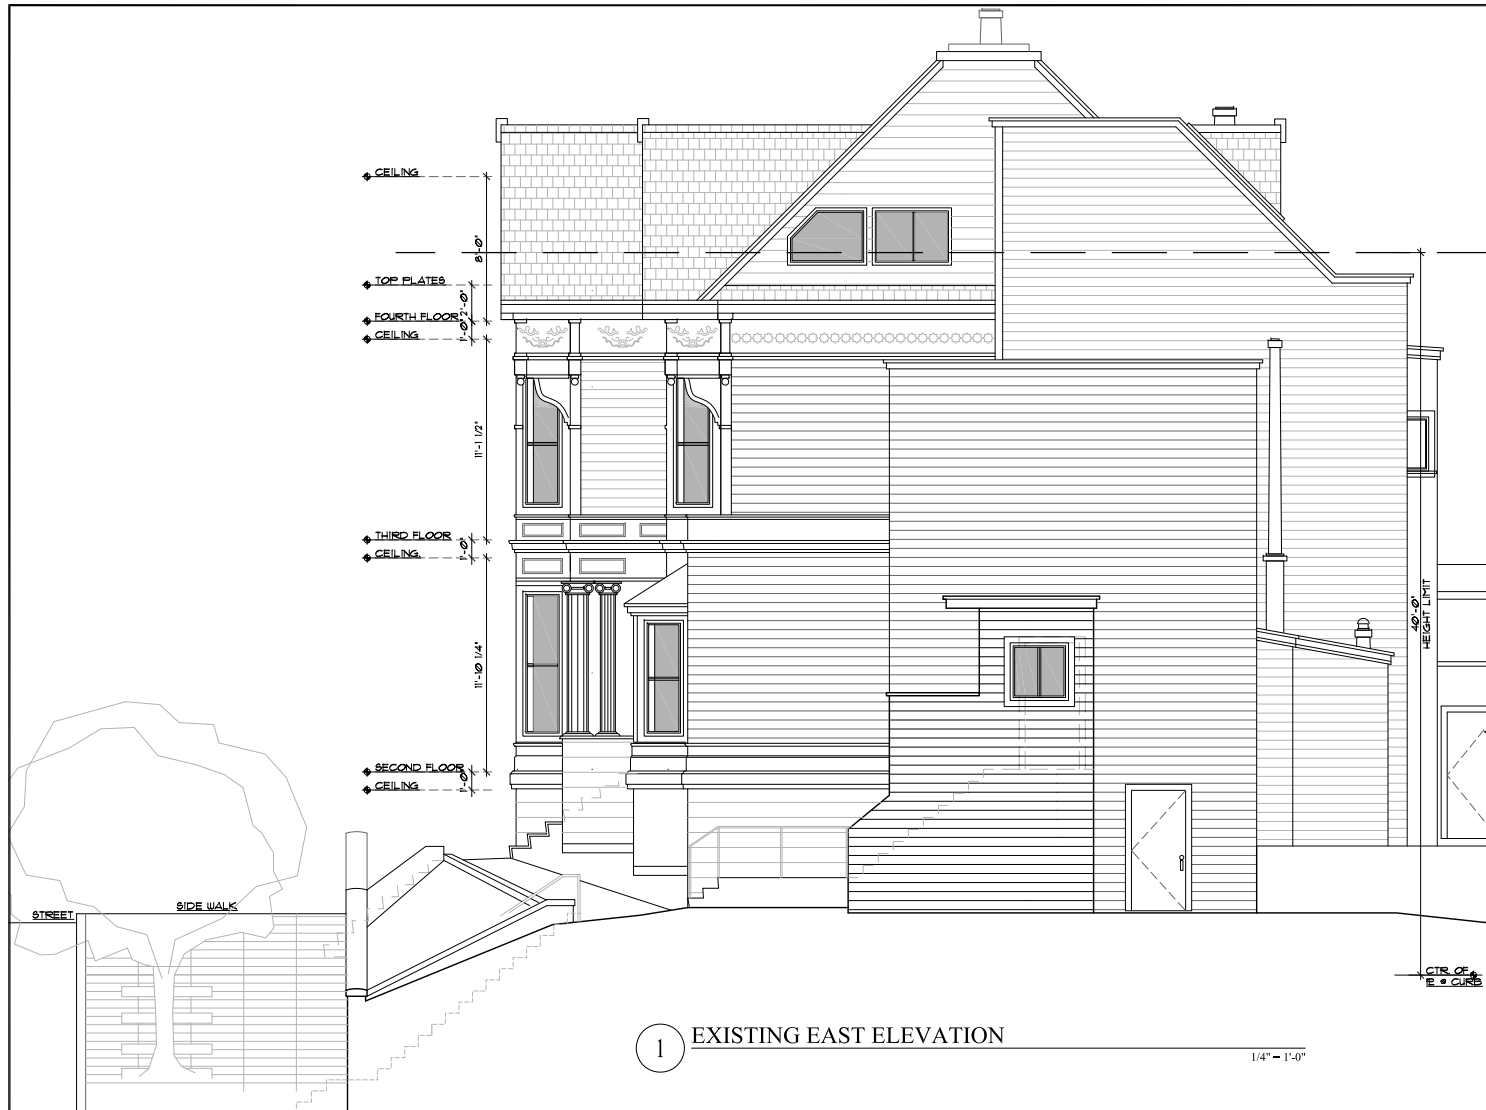 CEILING
8'-0"
TOP PLATES
2'-0"
FOURTH FLOOR
1'-0"
CEILING
11'-1 1/2"
THIRD FLOOR
1'-0"
CEILING
11'-10 1/4"
SECOND FLOOR
1'-0"
CEILING
40'-0"
HEIGHT LIMIT
STREET
SIDE WALK
CTR. OF
@ CURB
1 EXISTING EAST ELEVATION
1/4" = 1'-0"